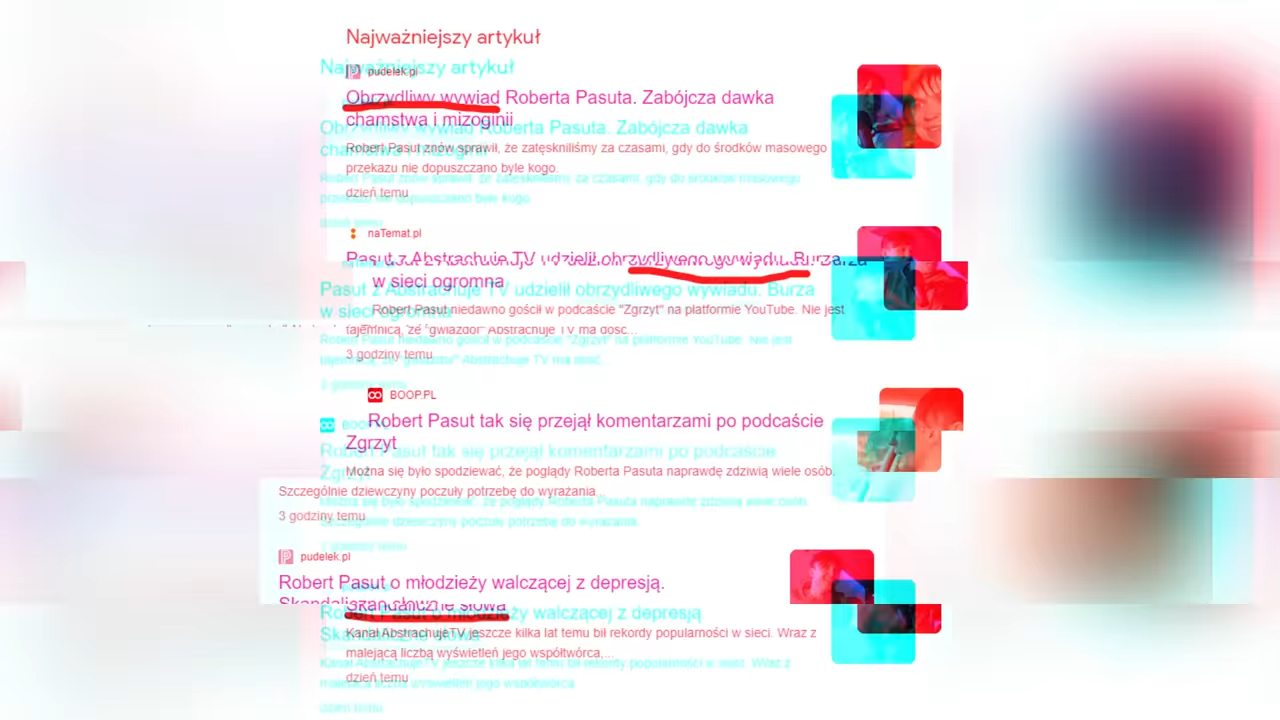 Najważniejszy artykuł
pudelek.pl
Obrzydliwy wywiad Roberta Pasuta. Zabójcza dawka
chamstwa i mizoginii
Robert Pasut znów sprawił, że zatęskniliśmy za czasami, gdy do środków masowego
przekazu nie dopuszczano byle kogo.
dzień temu
naTemat.pl
Pasut z Abstrachuje TV udzielił obrzydliwego wywiadu. Burza
w sieci ogromna
Robert Pasut niedawno gościł w podcaście "Zgrzyt" na platformie YouTube. Nie jest
tajemnicą, że "gwiazdor" Abstrachuje TV ma dość...
3 godziny temu
BOOP.PL
Robert Pasut tak się przejął komentarzami po podcaście
Zgrzyt
Można się było spodziewać, że poglądy Roberta Pasuta naprawdę zdziwią wiele osób.
Szczególnie dziewczyny poczuły potrzebę do wyrażania...
3 godziny temu
pudelek.pl
Robert Pasut o młodzieży walczącej z depresją.
Skandaliczne słowa
Kanał AbstrachujeTV jeszcze kilka lat temu bił rekordy popularności w sieci. Wraz z
malejącą liczbą wyświetleń jego współtwórca,...
dzień temu